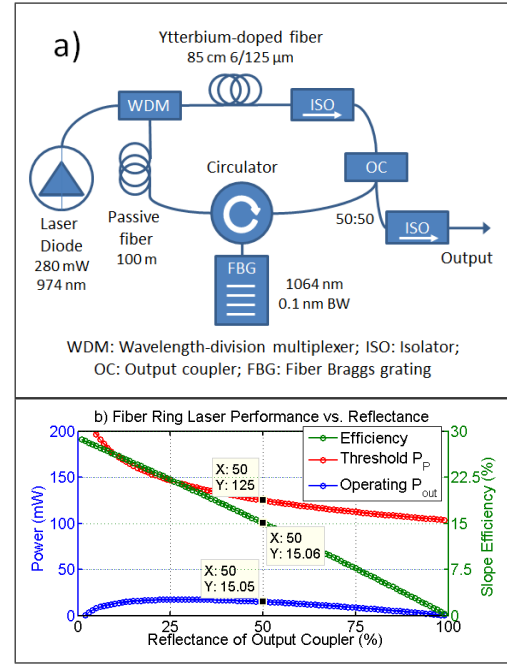 a)
Ytterbium-doped fiber
85 cm 6/125 µm
WDM
ISO
Circulator
OC
Laser
Diode
280 mW
974 nm
Passive
fiber
100 m
50:50
ISO
Output
FBG
1064 nm
0.1 nm BW
WDM: Wavelength-division multiplexer; ISO: Isolator;
OC: Output coupler; FBG: Fiber Braggs grating
b) Fiber Ring Laser Performance vs. Reflectance
Power (mW)
200
150
100
50
0
Efficiency
Threshold P_P
Operating P_out
X: 50
Y: 125
X: 50
Y: 15.06
X: 50
Y: 15.05
30
22.5
15
7.5
0
Slope Efficiency (%)
0
25
50
75
100
Reflectance of Output Coupler (%)